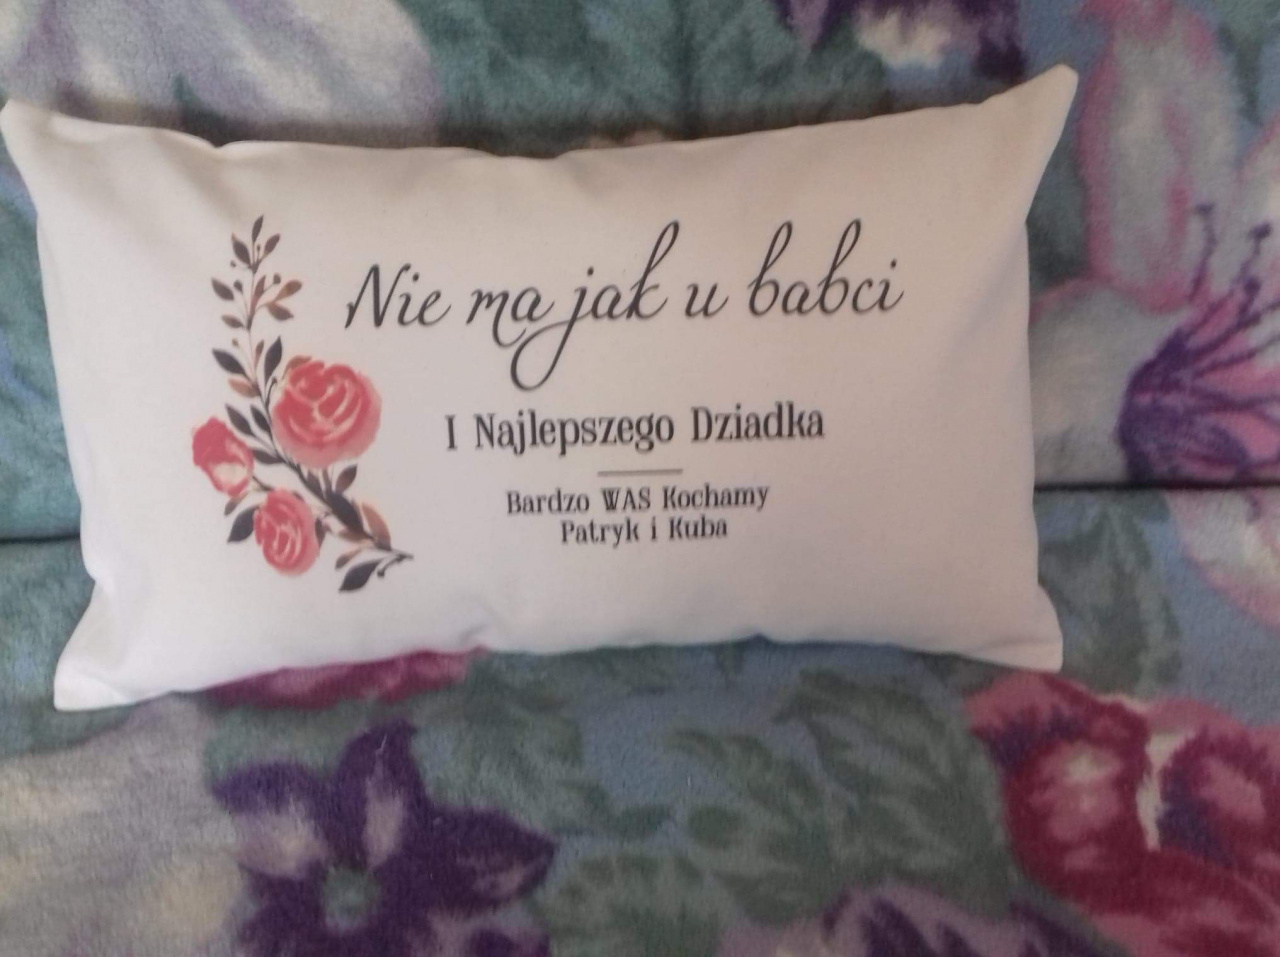 Nie ma jak u babci
I Najlepszego Dziadka
Bardzo WAS Kochamy
Patryk i Kuba